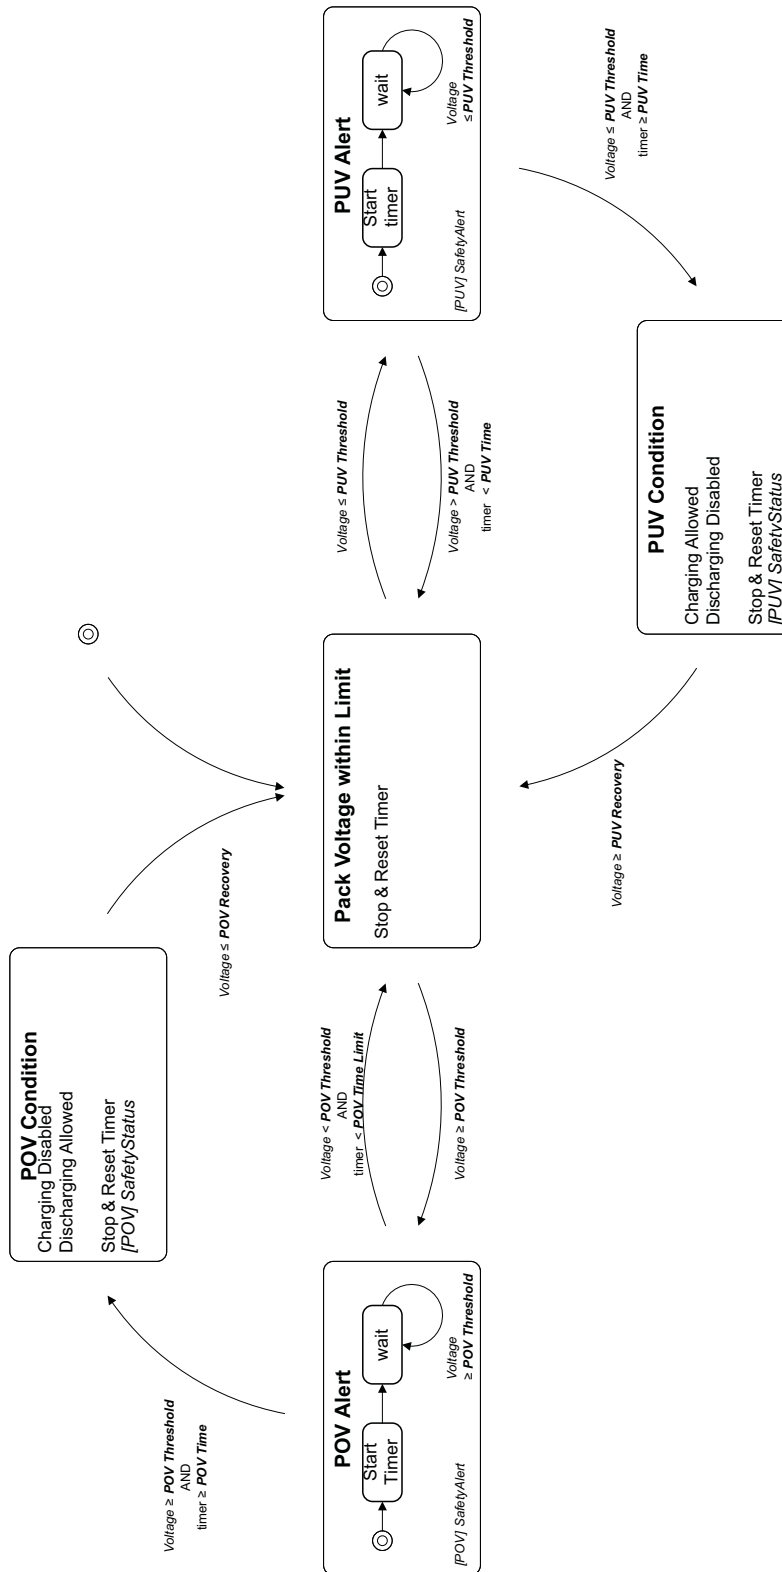 PUV Alert
Start
timer
wait
Voltage
≤ PUV Threshold
[PUV] SafetyAlert
Voltage ≤ PUV Threshold
AND
timer ≥ PUV Time
Voltage ≤ PUV Threshold
Voltage > PUV Threshold
AND
timer < PUV Time
PUV Condition
Charging Allowed
Discharging Disabled
Stop & Reset Timer
[PUV] SafetyStatus
Pack Voltage within Limit
Stop & Reset Timer
Voltage ≥ PUV Recovery
Voltage ≤ POV Recovery
POV Condition
Charging Disabled
Discharging Allowed
Stop & Reset Timer
[POV] SafetyStatus
Voltage < POV Threshold
AND
timer < POV Time Limit
Voltage ≥ POV Threshold
POV Alert
Start
Timer
wait
Voltage
≥ POV Threshold
[POV] SafetyAlert
Voltage ≥ POV Threshold
AND
timer ≥ POV Time